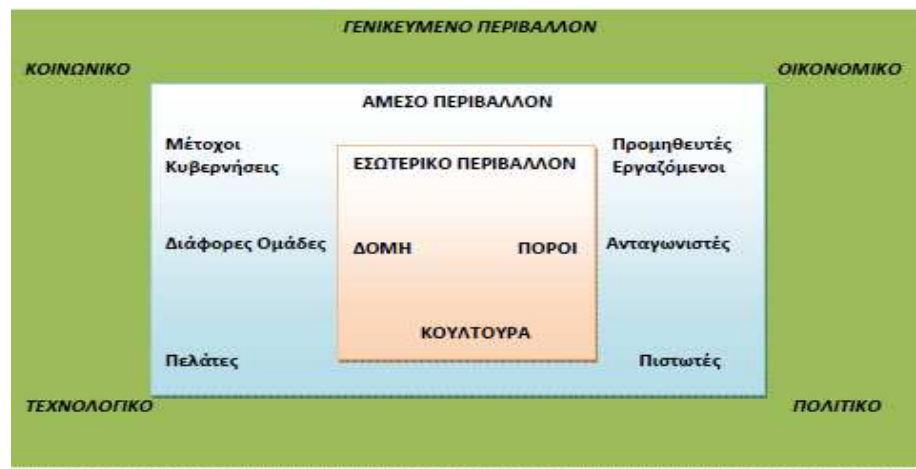 ΓΕΝΙΚΕΥΜΕΝΟ ΠΕΡΙΒΑΛΛΟΝ
ΚΟΙΝΩΝΙΚΟ
ΟΙΚΟΝΟΜΙΚΟ
ΑΜΕΣΟ ΠΕΡΙΒΑΛΛΟΝ
Μέτοχοι
Κυβερνήσεις
ΕΣΩΤΕΡΙΚΟ ΠΕΡΙΒΑΛΛΟΝ
Προμηθευτές
Εργαζόμενοι
Διάφορες Ομάδες
ΔΟΜΗ
ΠΟΡΟΙ
Ανταγωνιστές
ΚΟΥΛΤΟΥΡΑ
Πελάτες
Πιστωτές
ΤΕΧΝΟΛΟΓΙΚΟ
ΠΟΛΙΤΙΚΟ